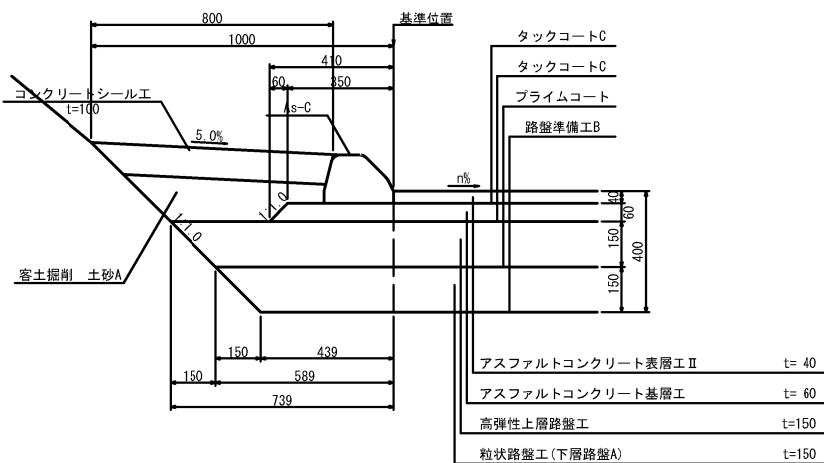 800
基準位置
1000
タックコートC
410
タックコートC
60
350
コンクリートシール工
t=100
As-C
プライムコート
5.0%
路盤準備工B
n%
40
60
1:1.0
1:1.0
150
400
客土掘削 土砂A
150
150
439
アスファルトコンクリート表層工Ⅱ t= 40
150
589
アスファルトコンクリート基層工 t= 60
739
高弾性上層路盤工 t=150
粒状路盤工(下層路盤A) t=150